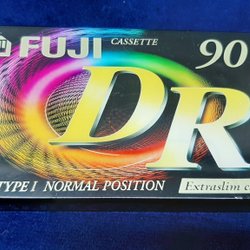 FUJI CASSETTE 90
DR
TYPE I NORMAL POSITION Extraslim c